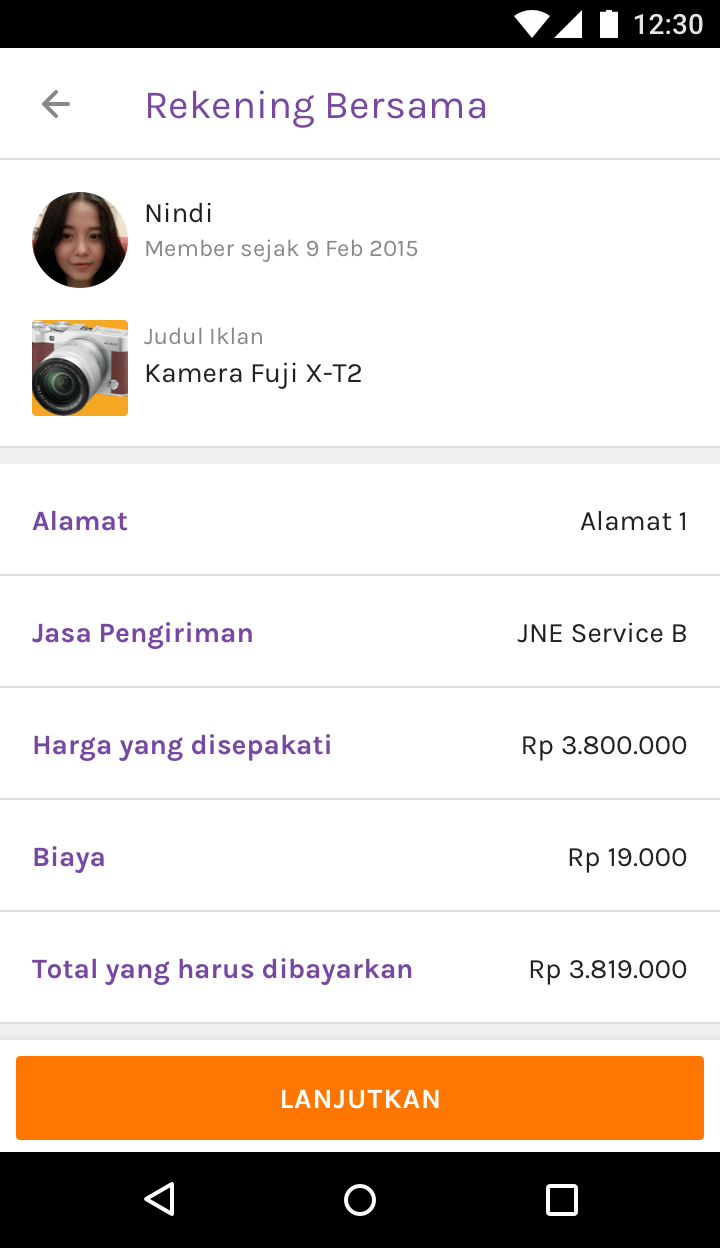 12:30
Rekening Bersama
Nindi
Member sejak 9 Feb 2015
Judul Iklan
Kamera Fuji X-T2
Alamat Alamat 1
Jasa Pengiriman JNE Service B
Harga yang disepakati Rp 3.800.000
Biaya Rp 19.000
Total yang harus dibayarkan Rp 3.819.000
LANJUTKAN